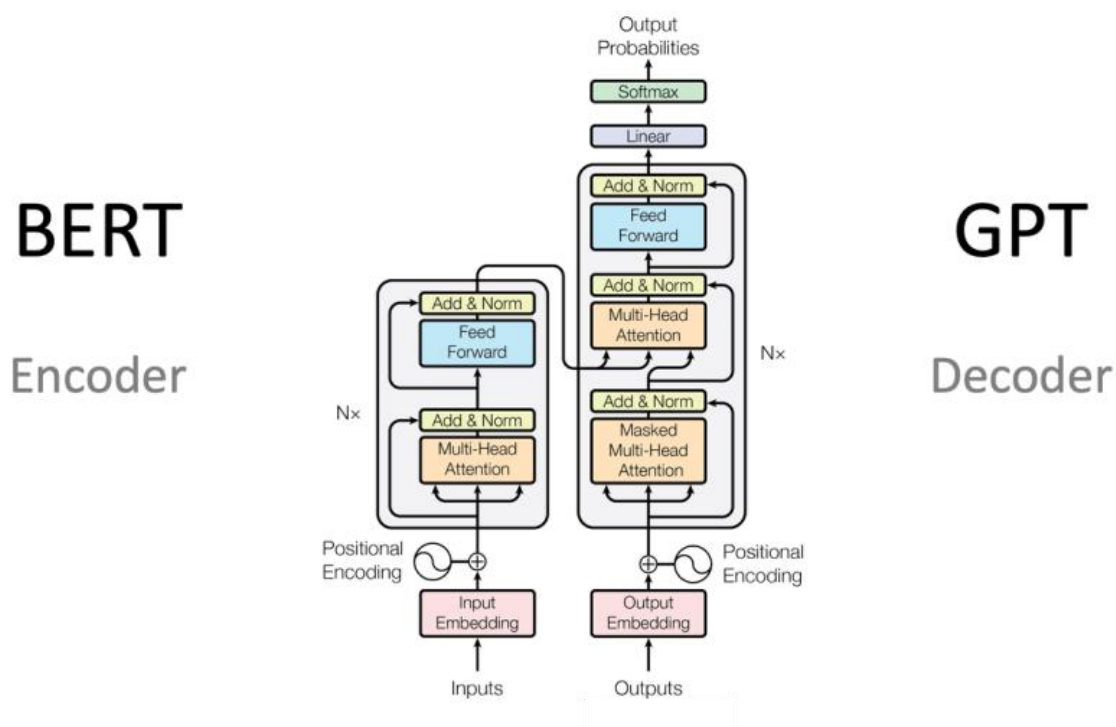 Output
Probabilities
Softmax
Linear
Add & Norm
Feed
Forward
Add & Norm
Multi-Head
Attention
Add & Norm
Masked
Multi-Head
Attention
Nx
Positional
Encoding
Output
Embedding
Outputs
BERT
Encoder
Add & Norm
Feed
Forward
Add & Norm
Multi-Head
Attention
N×
Positional
Encoding
Input
Embedding
Inputs
GPT
Decoder